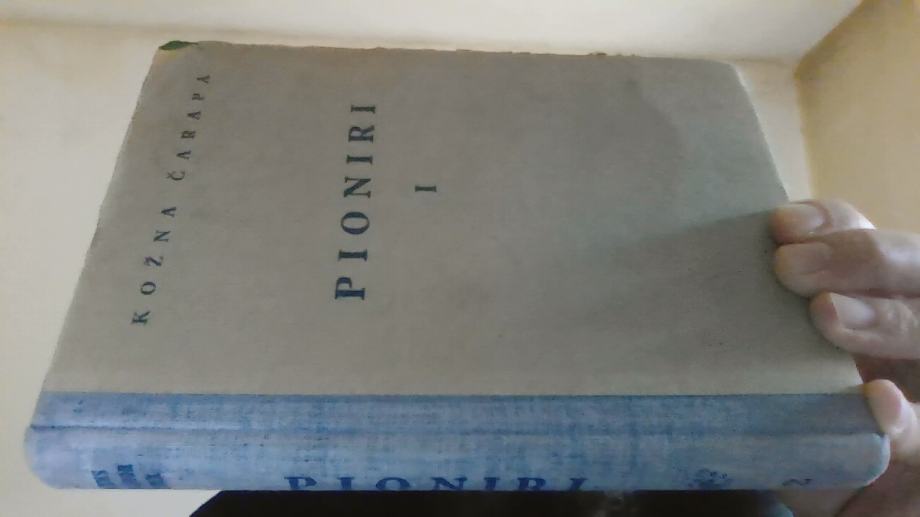 KOŽNA ČARAPA
PIONIRI
I
PIONIRI